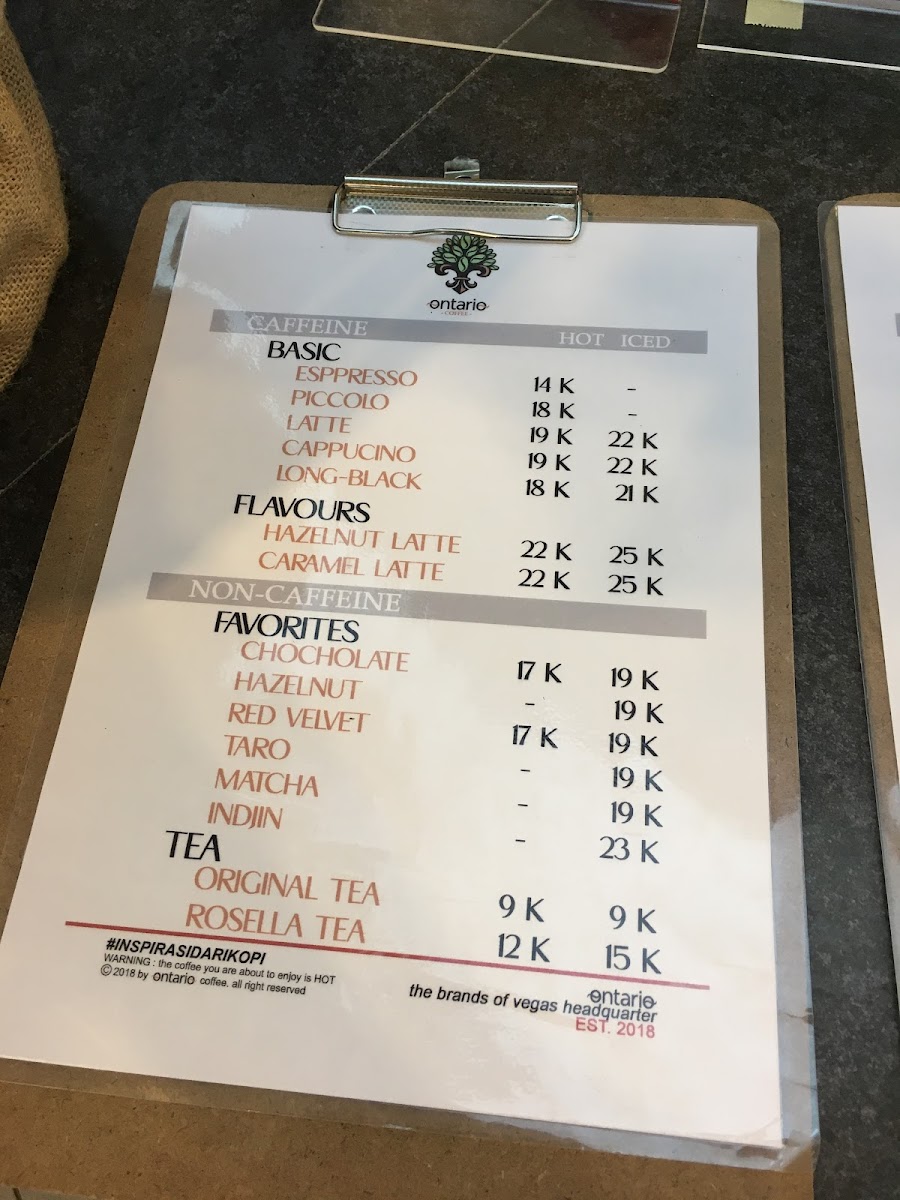 ontario
COFFEE
CAFFEINE HOT ICED
BASIC
ESPPRESSO 14 K -
PICCOLO 18 K -
LATTE 19 K 22 K
CAPPUCINO 19 K 22 K
LONG-BLACK 18 K 21 K
FLAVOURS
HAZELNUT LATTE 22 K 25 K
CARAMEL LATTE 22 K 25 K
NON-CAFFEINE
FAVORITES
CHOCHOLATE 17 K 19 K
HAZELNUT - 19 K
RED VELVET 17 K 19 K
TARO - 19 K
MATCHA - 19 K
INDJIN - 23 K
TEA
ORIGINAL TEA 9 K 9 K
ROSELLA TEA 12 K 15 K
#INSPIRASIDARIKOPI
WARNING : the coffee you are about to enjoy is HOT
©2018 by ontario coffee. all right reserved
ontario
the brands of vegas headquarter
EST. 2018